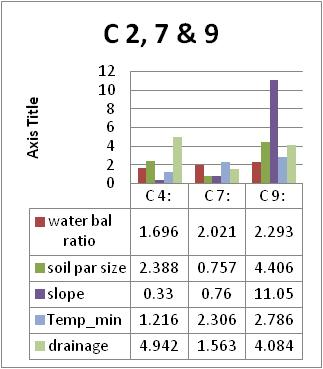 C 2, 7 & 9
Axis Title
12
10
8
6
4
2
0
C 4: C 7: C 9:
water bal ratio 1.696 2.021 2.293
soil par size 2.388 0.757 4.406
slope 0.33 0.76 11.05
Temp_min 1.216 2.306 2.786
drainage 4.942 1.563 4.084